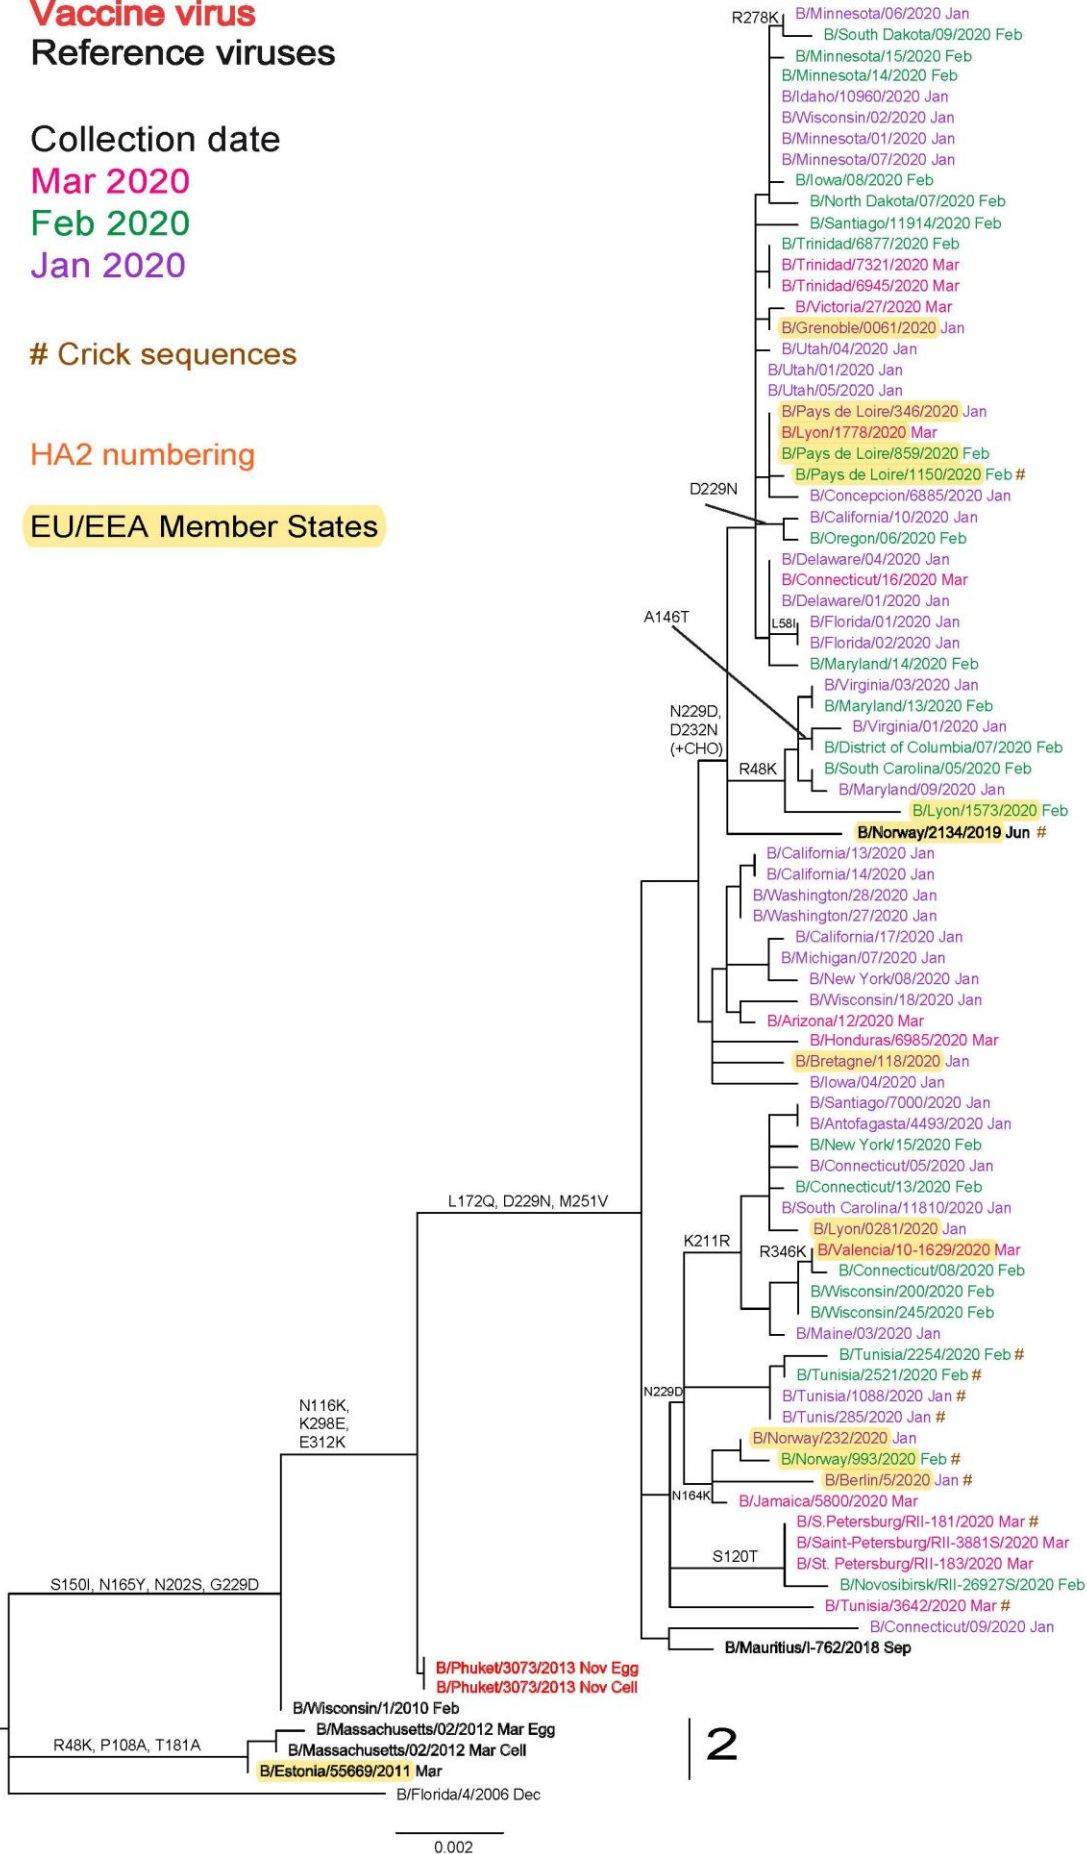 Vaccine virus
Reference viruses
Collection date
Mar 2020
Feb 2020
Jan 2020
# Crick sequences
HA2 numbering
EU/EEA Member States
R278K
B/Minnesota/06/2020 Jan
B/South Dakota/09/2020 Feb
B/Minnesota/15/2020 Feb
B/Minnesota/14/2020 Feb
B/Idaho/10960/2020 Jan
B/Wisconsin/02/2020 Jan
B/Minnesota/01/2020 Jan
B/Minnesota/07/2020 Jan
B/Iowa/08/2020 Feb
B/North Dakota/07/2020 Feb
B/Santiago/11914/2020 Feb
B/Trinidad/6877/2020 Feb
B/Trinidad/7321/2020 Mar
B/Trinidad/6945/2020 Mar
B/Victoria/27/2020 Mar
B/Grenoble/0061/2020 Jan
B/Utah/04/2020 Jan
B/Utah/01/2020 Jan
B/Utah/05/2020 Jan
B/Pays de Loire/346/2020 Jan
B/Lyon/1778/2020 Mar
B/Pays de Loire/859/2020 Feb
B/Pays de Loire/1150/2020 Feb #
D229N
B/Concepcion/6885/2020 Jan
B/California/10/2020 Jan
B/Oregon/06/2020 Feb
B/Delaware/04/2020 Jan
B/Connecticut/16/2020 Mar
B/Delaware/01/2020 Jan
A146T
L58I
B/Florida/01/2020 Jan
B/Florida/02/2020 Jan
B/Maryland/14/2020 Feb
B/Virginia/03/2020 Jan
B/Maryland/13/2020 Feb
N229D,
D232N
(+CHO)
B/Virginia/01/2020 Jan
B/District of Columbia/07/2020 Feb
R48K
B/South Carolina/05/2020 Feb
B/Maryland/09/2020 Jan
B/Lyon/1573/2020 Feb
B/Norway/2134/2019 Jun #
B/California/13/2020 Jan
B/California/14/2020 Jan
B/Washington/28/2020 Jan
B/Washington/27/2020 Jan
B/California/17/2020 Jan
B/Michigan/07/2020 Jan
B/New York/08/2020 Jan
B/Wisconsin/18/2020 Jan
B/Arizona/12/2020 Mar
B/Honduras/6985/2020 Mar
B/Bretagne/118/2020 Jan
B/Iowa/04/2020 Jan
B/Santiago/7000/2020 Jan
B/Antofagasta/4493/2020 Jan
B/New York/15/2020 Feb
B/Connecticut/05/2020 Jan
B/Connecticut/13/2020 Feb
L172Q, D229N, M251V
B/South Carolina/11810/2020 Jan
B/Lyon/0281/2020 Jan
K211R
R346K
B/Valencia/10-1629/2020 Mar
B/Connecticut/08/2020 Feb
B/Wisconsin/200/2020 Feb
B/Wisconsin/245/2020 Feb
B/Maine/03/2020 Jan
B/Tunisia/2254/2020 Feb #
B/Tunisia/2521/2020 Feb #
N229D
B/Tunisia/1088/2020 Jan #
B/Tunis/285/2020 Jan #
N116K,
K298E,
E312K
B/Norway/232/2020 Jan
B/Norway/993/2020 Feb #
B/Berlin/5/2020 Jan #
N164K
B/Jamaica/5800/2020 Mar
B/S.Petersburg/RII-181/2020 Mar #
B/Saint-Petersburg/RII-3881S/2020 Mar
S120T
B/St. Petersburg/RII-183/2020 Mar
B/Novosibirsk/RII-26927S/2020 Feb
S150I, N165Y, N202S, G229D
B/Tunisia/3642/2020 Mar #
B/Connecticut/09/2020 Jan
B/Mauritius/I-762/2018 Sep
B/Phuket/3073/2013 Nov Egg
B/Phuket/3073/2013 Nov Cell
B/Wisconsin/1/2010 Feb
B/Massachusetts/02/2012 Mar Egg
R48K, P108A, T181A
B/Massachusetts/02/2012 Mar Cell
2
B/Estonia/55669/2011 Mar
B/Florida/4/2006 Dec
0.002